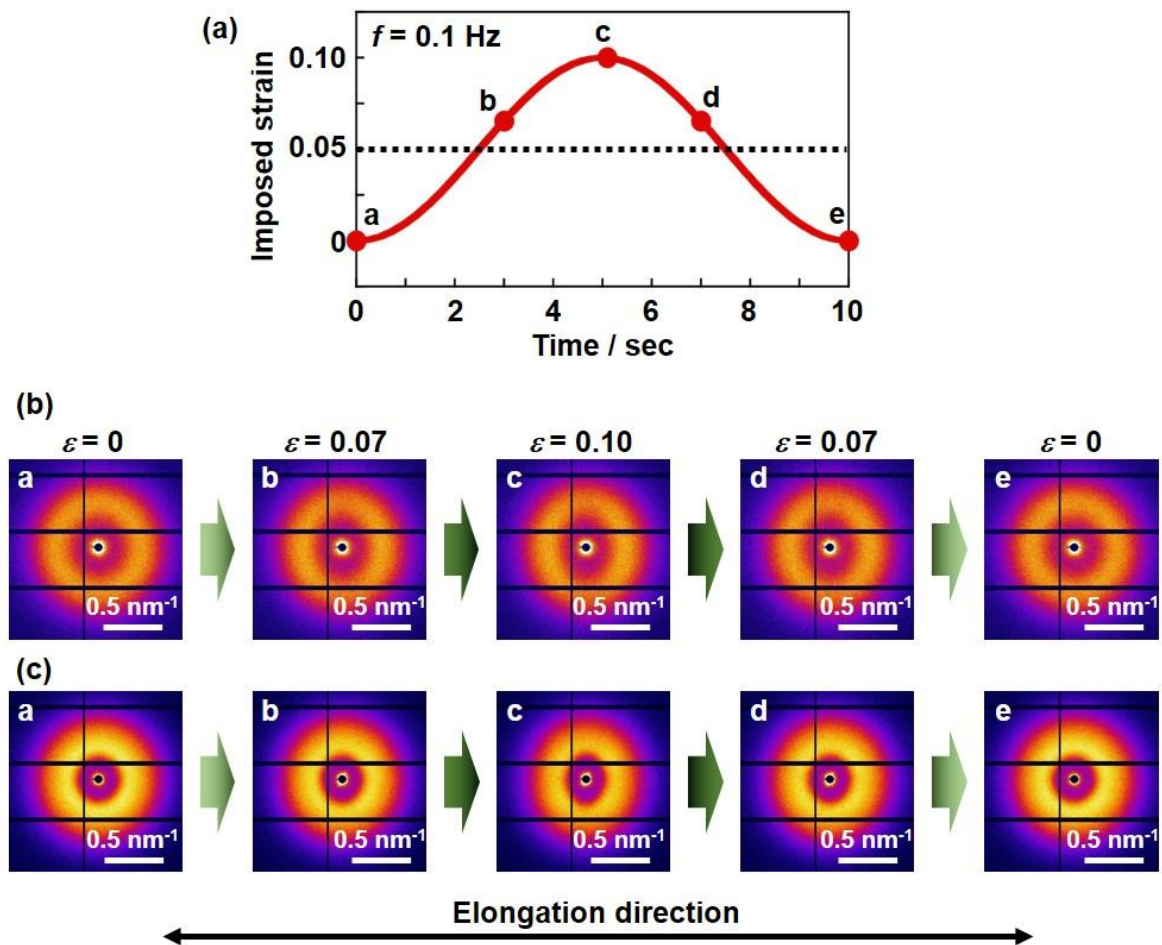 (a)
f = 0.1 Hz
Imposed strain
0.10
0.05
0
a
b
c
d
e
0 2 4 6 8 10
Time / sec
(b)
ε = 0 ε = 0.07 ε = 0.10 ε = 0.07 ε = 0
a b c d e
0.5 nm⁻¹ 0.5 nm⁻¹ 0.5 nm⁻¹ 0.5 nm⁻¹ 0.5 nm⁻¹
(c)
a b c d e
0.5 nm⁻¹ 0.5 nm⁻¹ 0.5 nm⁻¹ 0.5 nm⁻¹ 0.5 nm⁻¹
Elongation direction